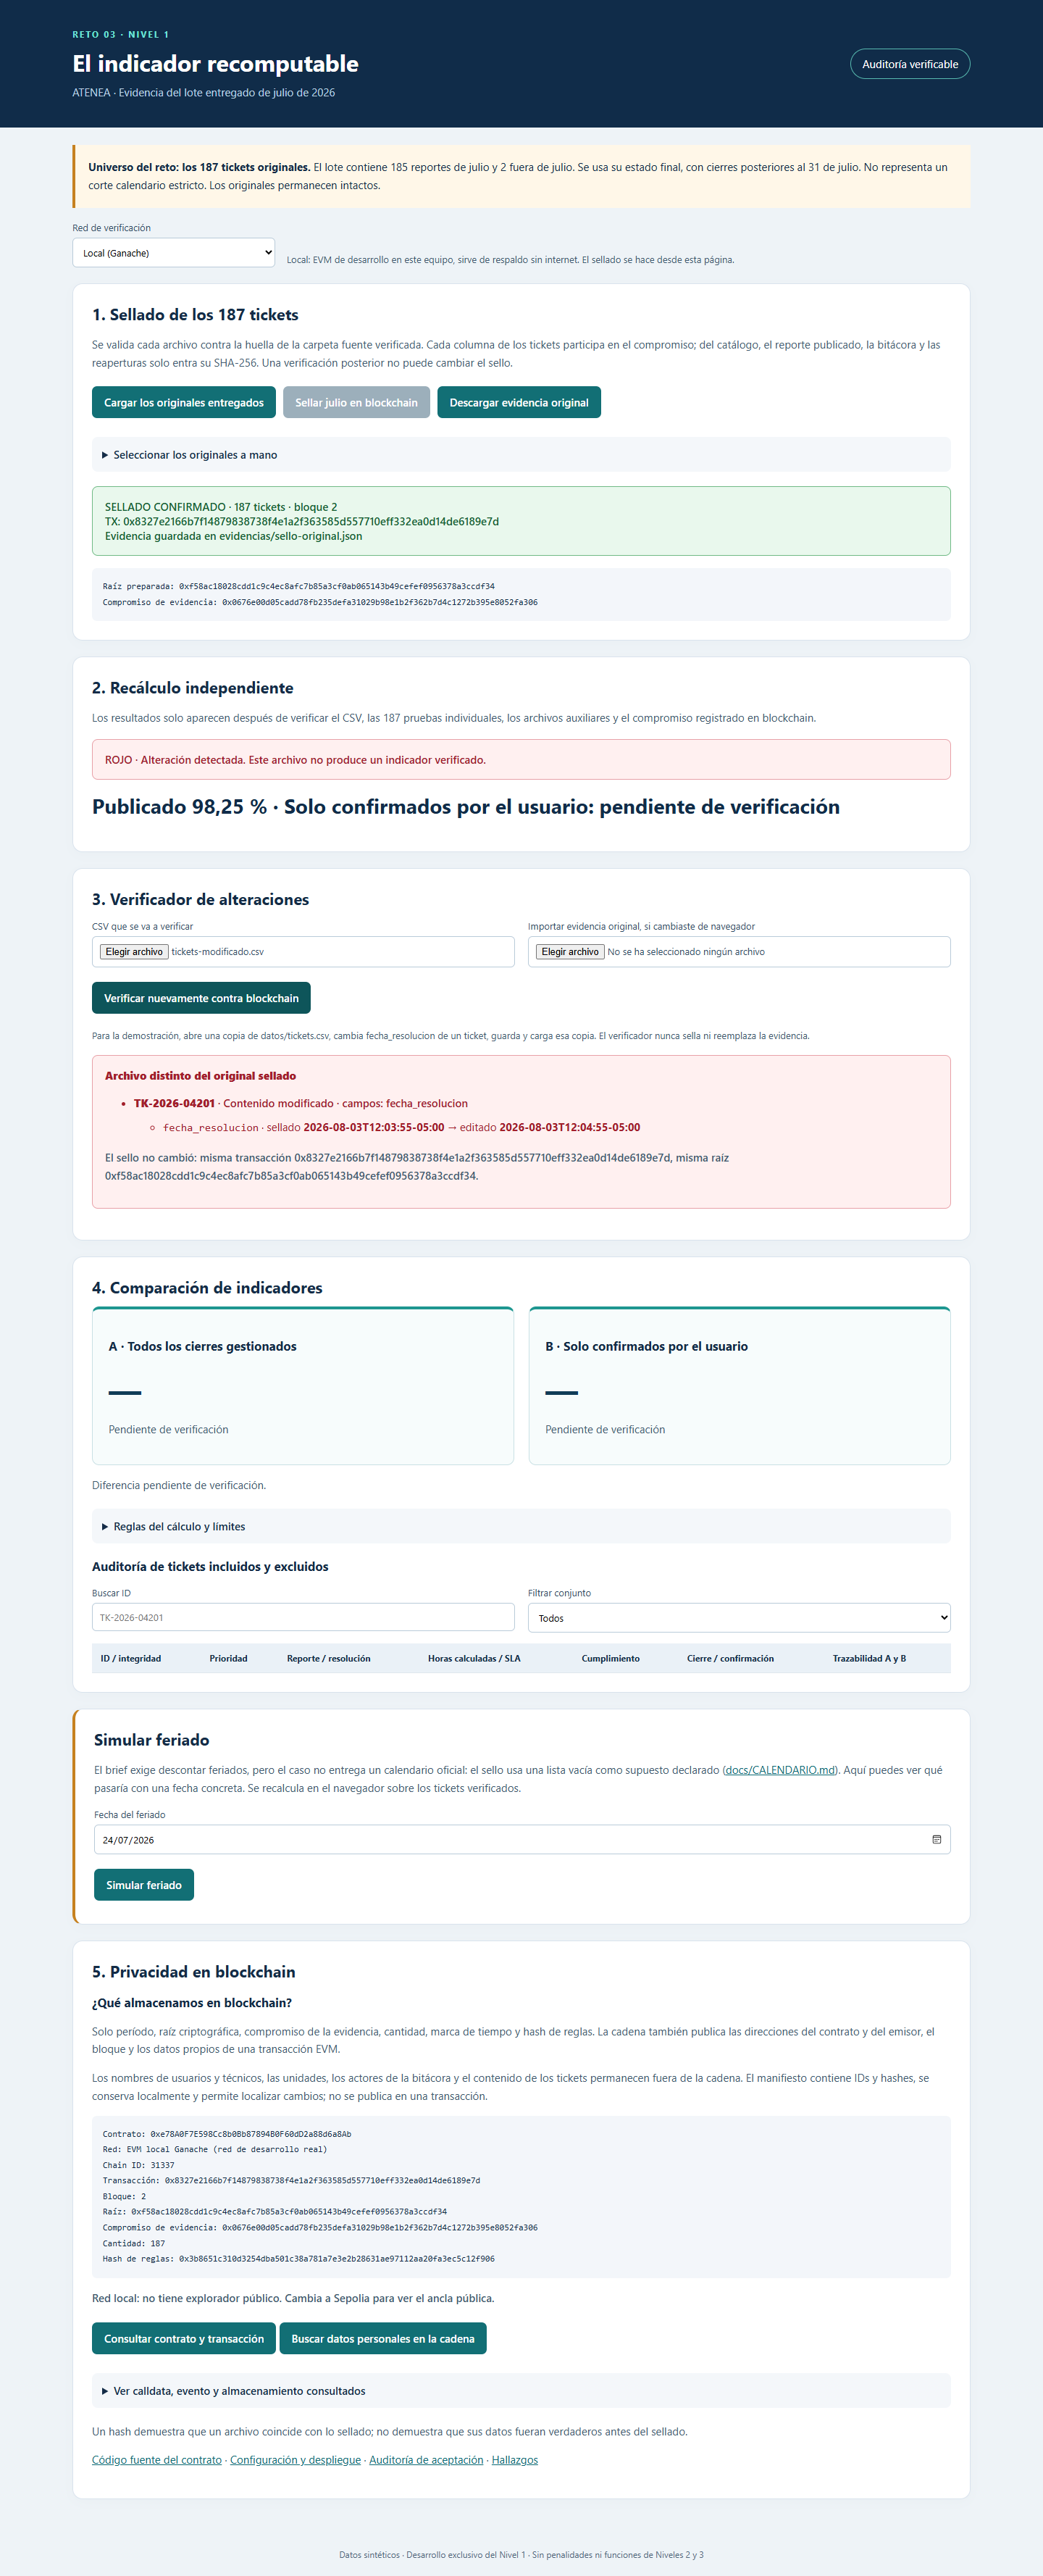 RETO 03 · NIVEL 1
El indicador recomputable
ATENEA · Evidencia del lote entregado de julio de 2026
Auditoría verificable
Universo del reto: los 187 tickets originales. El lote contiene 185 reportes de julio y 2 fuera de julio. Se usa su estado final, con cierres posteriores al 31 de julio. No representa un
corte calendario estricto. Los originales permanecen intactos.
Red de verificación
Local (Ganache)
Local: EVM de desarrollo en este equipo, sirve de respaldo sin internet. El sellado se hace desde esta página.
1. Sellado de los 187 tickets
Se valida cada archivo contra la huella de la carpeta fuente verificada. Cada columna de los tickets participa en el compromiso; del catálogo, el reporte publicado, la bitácora y las
reaperturas solo entra su SHA-256. Una verificación posterior no puede cambiar el sello.
Cargar los originales entregados
Sellar julio en blockchain
Descargar evidencia original
Seleccionar los originales a mano
SELLADO CONFIRMADO · 187 tickets · bloque 2
TX: 0x8327e2166b7f14879838738f4e1a2f363585d557710eff332ea0d14de6189e7d
Evidencia guardada en evidencias/sello-original.json
Raíz preparada: 0xf58ac18028cdd1c9c4ec8afc7b85a3cf0ab065143b49cefef0956378a3ccdf34
Compromiso de evidencia: 0x0676e00d05cadd78fb235defa31029b98e1b2f362b7d4c1272b395e8052fa306
2. Recálculo independiente
Los resultados solo aparecen después de verificar el CSV, las 187 pruebas individuales, los archivos auxiliares y el compromiso registrado en blockchain.
ROJO · Alteración detectada. Este archivo no produce un indicador verificado.
Publicado 98,25 % · Solo confirmados por el usuario: pendiente de verificación
3. Verificador de alteraciones
CSV que se va a verificar
Elegir archivo tickets-modificado.csv
Importar evidencia original, si cambiaste de navegador
Elegir archivo No se ha seleccionado ningún archivo
Verificar nuevamente contra blockchain
Para la demostración, abre una copia de datos/tickets.csv, cambia fecha_resolucion de un ticket, guarda y carga esa copia. El verificador nunca sella ni reemplaza la evidencia.
Archivo distinto del original sellado
TK-2026-04201 · Contenido modificado · campos: fecha_resolucion
fecha_resolucion · sellado 2026-08-03T12:03:55-05:00 → editado 2026-08-03T12:04:55-05:00
El sello no cambió: misma transacción 0x8327e2166b7f14879838738f4e1a2f363585d557710eff332ea0d14de6189e7d, misma raíz
0xf58ac18028cdd1c9c4ec8afc7b85a3cf0ab065143b49cefef0956378a3ccdf34.
4. Comparación de indicadores
A · Todos los cierres gestionados
—
Pendiente de verificación
B · Solo confirmados por el usuario
—
Pendiente de verificación
Diferencia pendiente de verificación.
Reglas del cálculo y límites
Auditoría de tickets incluidos y excluidos
Buscar ID
TK-2026-04201
Filtrar conjunto
Todos
ID / integridad Prioridad Reporte / resolución Horas calculadas / SLA Cumplimiento Cierre / confirmación Trazabilidad A y B
Simular feriado
El brief exige descontar feriados, pero el caso no entrega un calendario oficial: el sello usa una lista vacía como supuesto declarado (docs/CALENDARIO.md). Aquí puedes ver qué
pasaría con una fecha concreta. Se recalcula en el navegador sobre los tickets verificados.
Fecha del feriado
24/07/2026
Simular feriado
5. Privacidad en blockchain
¿Qué almacenamos en blockchain?
Solo período, raíz criptográfica, compromiso de la evidencia, cantidad, marca de tiempo y hash de reglas. La cadena también publica las direcciones del contrato y del emisor, el
bloque y los datos propios de una transacción EVM.
Los nombres de usuarios y técnicos, las unidades, los actores de la bitácora y el contenido de los tickets permanecen fuera de la cadena. El manifiesto contiene IDs y hashes, se
conserva localmente y permite localizar cambios; no se publica en una transacción.
Contrato: 0xe78A0F7E598Cc8b0Bb87894B0F60dD2a88d6a8Ab
Red: EVM local Ganache (red de desarrollo real)
Chain ID: 31337
Transacción: 0x8327e2166b7f14879838738f4e1a2f363585d557710eff332ea0d14de6189e7d
Bloque: 2
Raíz: 0xf58ac18028cdd1c9c4ec8afc7b85a3cf0ab065143b49cefef0956378a3ccdf34
Compromiso de evidencia: 0x0676e00d05cadd78fb235defa31029b98e1b2f362b7d4c1272b395e8052fa306
Cantidad: 187
Hash de reglas: 0x3b8651c310d3254dba501c38a781a7e3e2b28631ae97112aa20fa3ec5c12f906
Red local: no tiene explorador público. Cambia a Sepolia para ver el ancla pública.
Consultar contrato y transacción
Buscar datos personales en la cadena
Ver calldata, evento y almacenamiento consultados
Un hash demuestra que un archivo coincide con lo sellado; no demuestra que sus datos fueran verdaderos antes del sellado.
Código fuente del contrato · Configuración y despliegue · Auditoría de aceptación · Hallazgos
Datos sintéticos · Desarrollo exclusivo del Nivel 1 · Sin penalidades ni funciones de Niveles 2 y 3